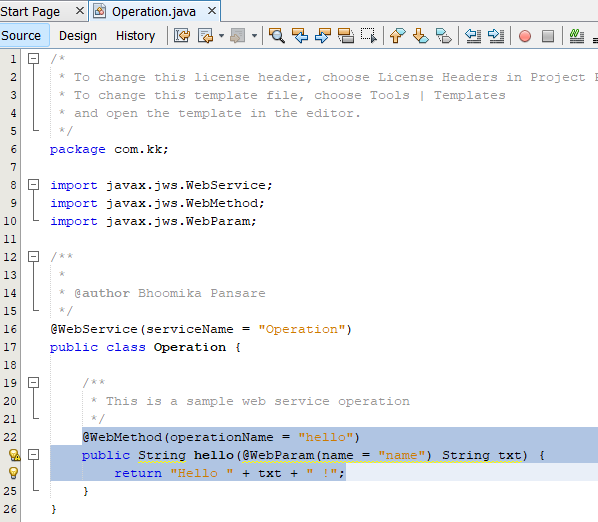 Start Page
Operation.java
Source Design History
1 /*
2 * To change this license header, choose License Headers in Project
3 * To change this template file, choose Tools | Templates
4 * and open the template in the editor.
5 */
6 package com.kk;
7
8 import javax.jws.WebService;
9 import javax.jws.WebMethod;
10 import javax.jws.WebParam;
11
12 /**
13 *
14 * @author Bhoomika Pansare
15 */
16 @WebService(serviceName = "Operation")
17 public class Operation {
18
19 /**
20 * This is a sample web service operation
21 */
22 @WebMethod(operationName = "hello")
public String hello(@WebParam(name = "name") String txt) {
return "Hello " + txt + " !";
25 }
26 }